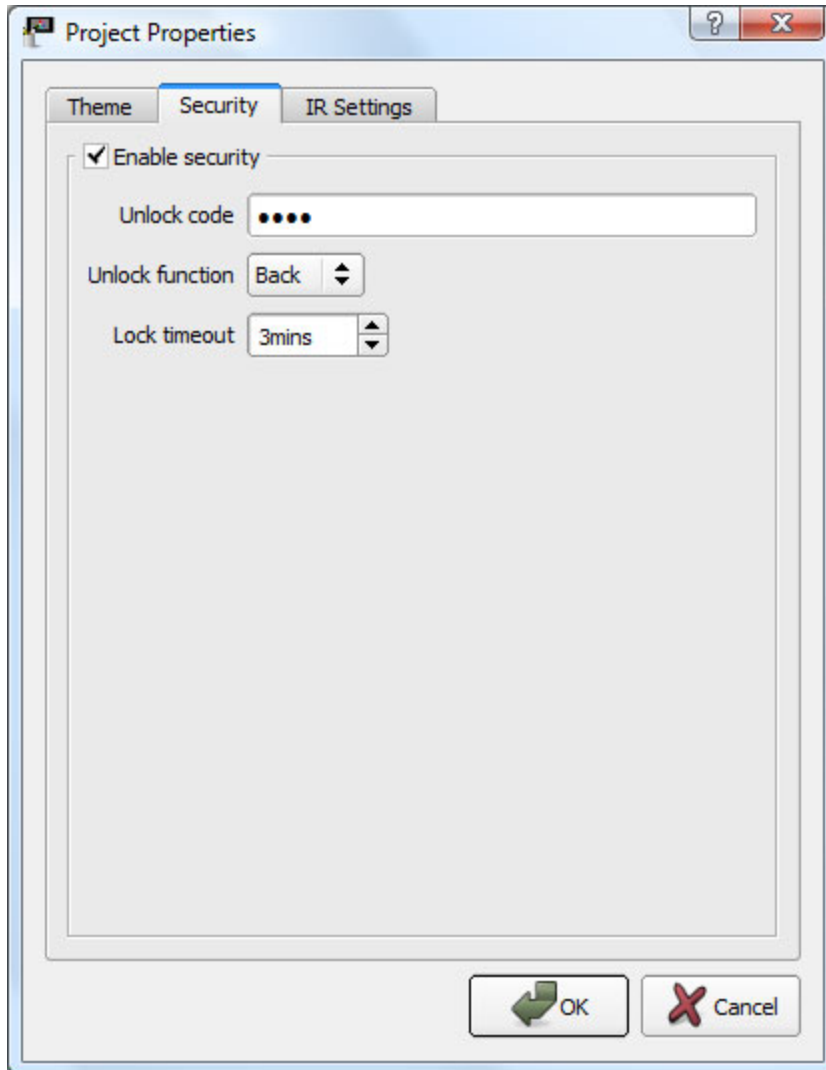 Project Properties
Theme Security IR Settings
Enable security
Unlock code ••••
Unlock function Back
Lock timeout 3mins
OK Cancel